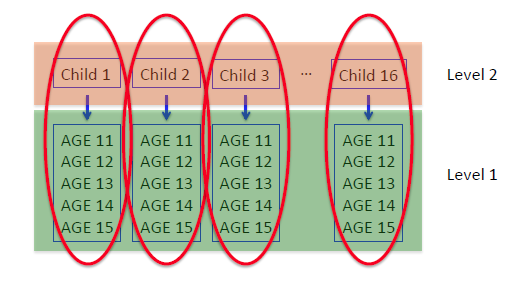 Child 1 Child 2 Child 3 ... Child 16 Level 2
AGE 11 AGE 11 AGE 11 AGE 11
AGE 12 AGE 12 AGE 12 AGE 12
AGE 13 AGE 13 AGE 13 AGE 13 Level 1
AGE 14 AGE 14 AGE 14 AGE 14
AGE 15 AGE 15 AGE 15 AGE 15